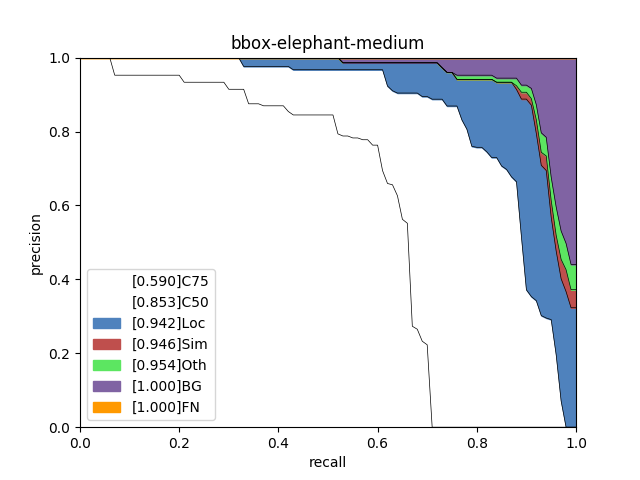 bbox-elephant-medium
1.0
0.8
0.6
0.4
0.2
0.0
precision
[0.590]C75
[0.853]C50
[0.942]Loc
[0.946]Sim
[0.954]Oth
[1.000]BG
[1.000]FN
0.0 0.2 0.4 0.6 0.8 1.0
recall